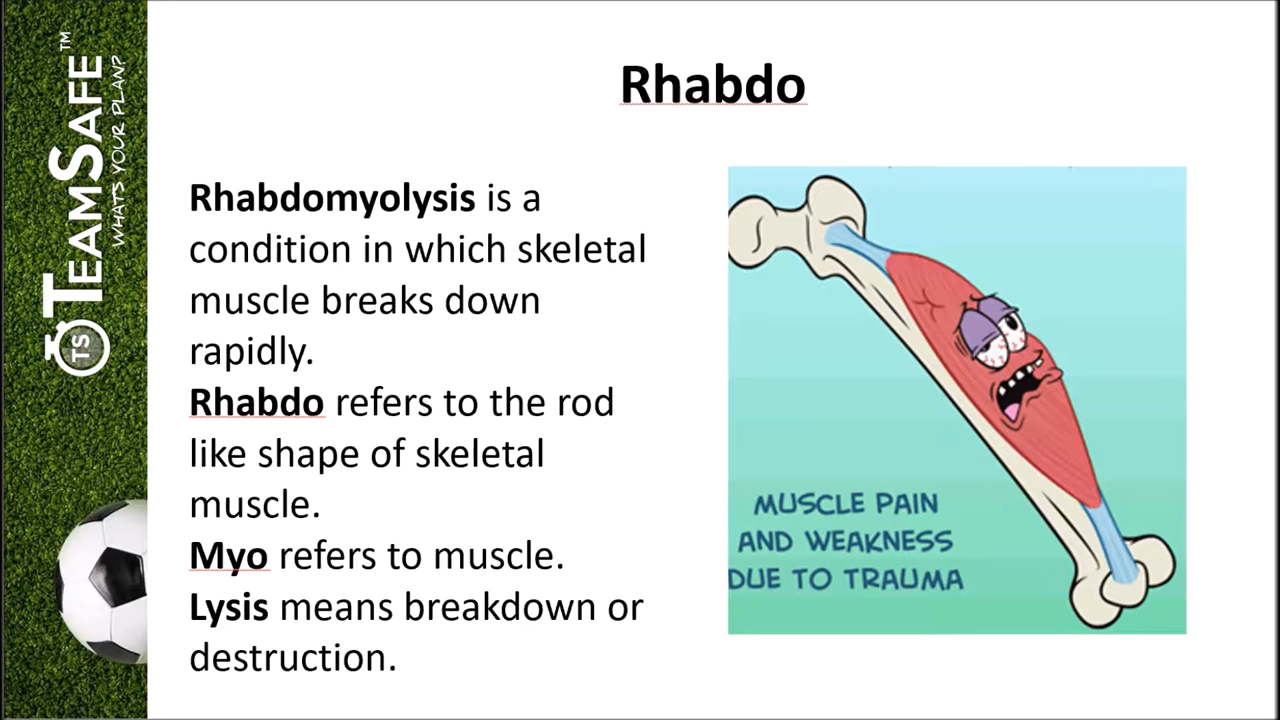 TEAMSAFE™
WHATS YOUR PLAN?
TS
Rhabdo
Rhabdomyolysis is a
condition in which skeletal
muscle breaks down
rapidly.
Rhabdo refers to the rod
like shape of skeletal
muscle.
Myo refers to muscle.
Lysis means breakdown or
destruction.
MUSCLE PAIN
AND WEAKNESS
DUE TO TRAUMA